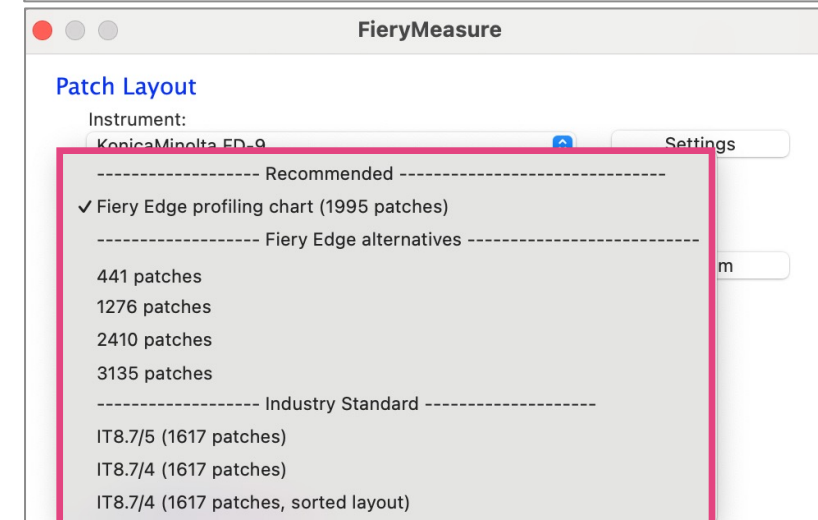 FieryMeasure
Patch Layout
Instrument:
KonicaMinolta FD-9
Settings
------------------- Recommended -------------------------------
✓ Fiery Edge profiling chart (1995 patches)
------------------- Fiery Edge alternatives ---------------------------
441 patches
m
1276 patches
2410 patches
3135 patches
------------------- Industry Standard --------------------
IT8.7/5 (1617 patches)
IT8.7/4 (1617 patches)
IT8.7/4 (1617 patches, sorted layout)